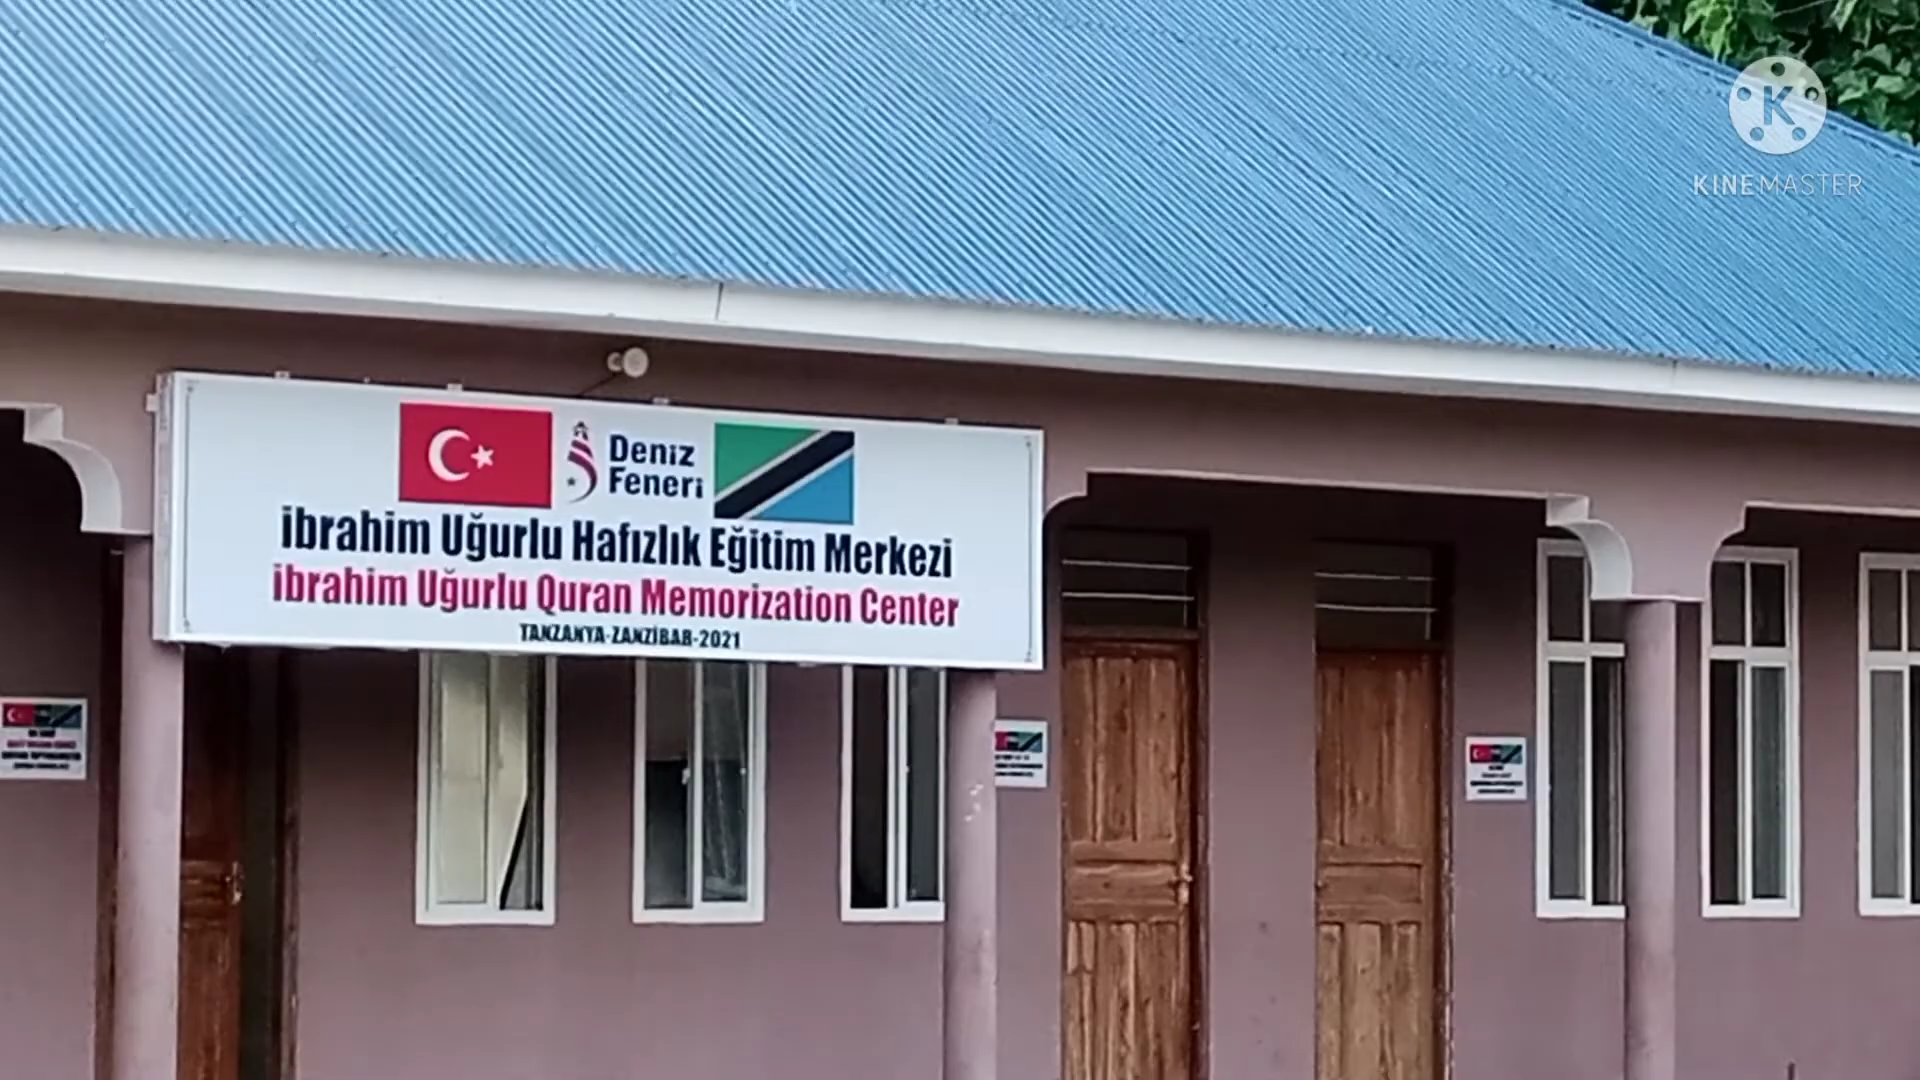 KINEMASTER
Deniz
Feneri
İbrahim Uğurlu Hafızlık Eğitim Merkezi
İbrahim Uğurlu Quran Memorization Center
TANZANYA-ZANZİBAR-2021